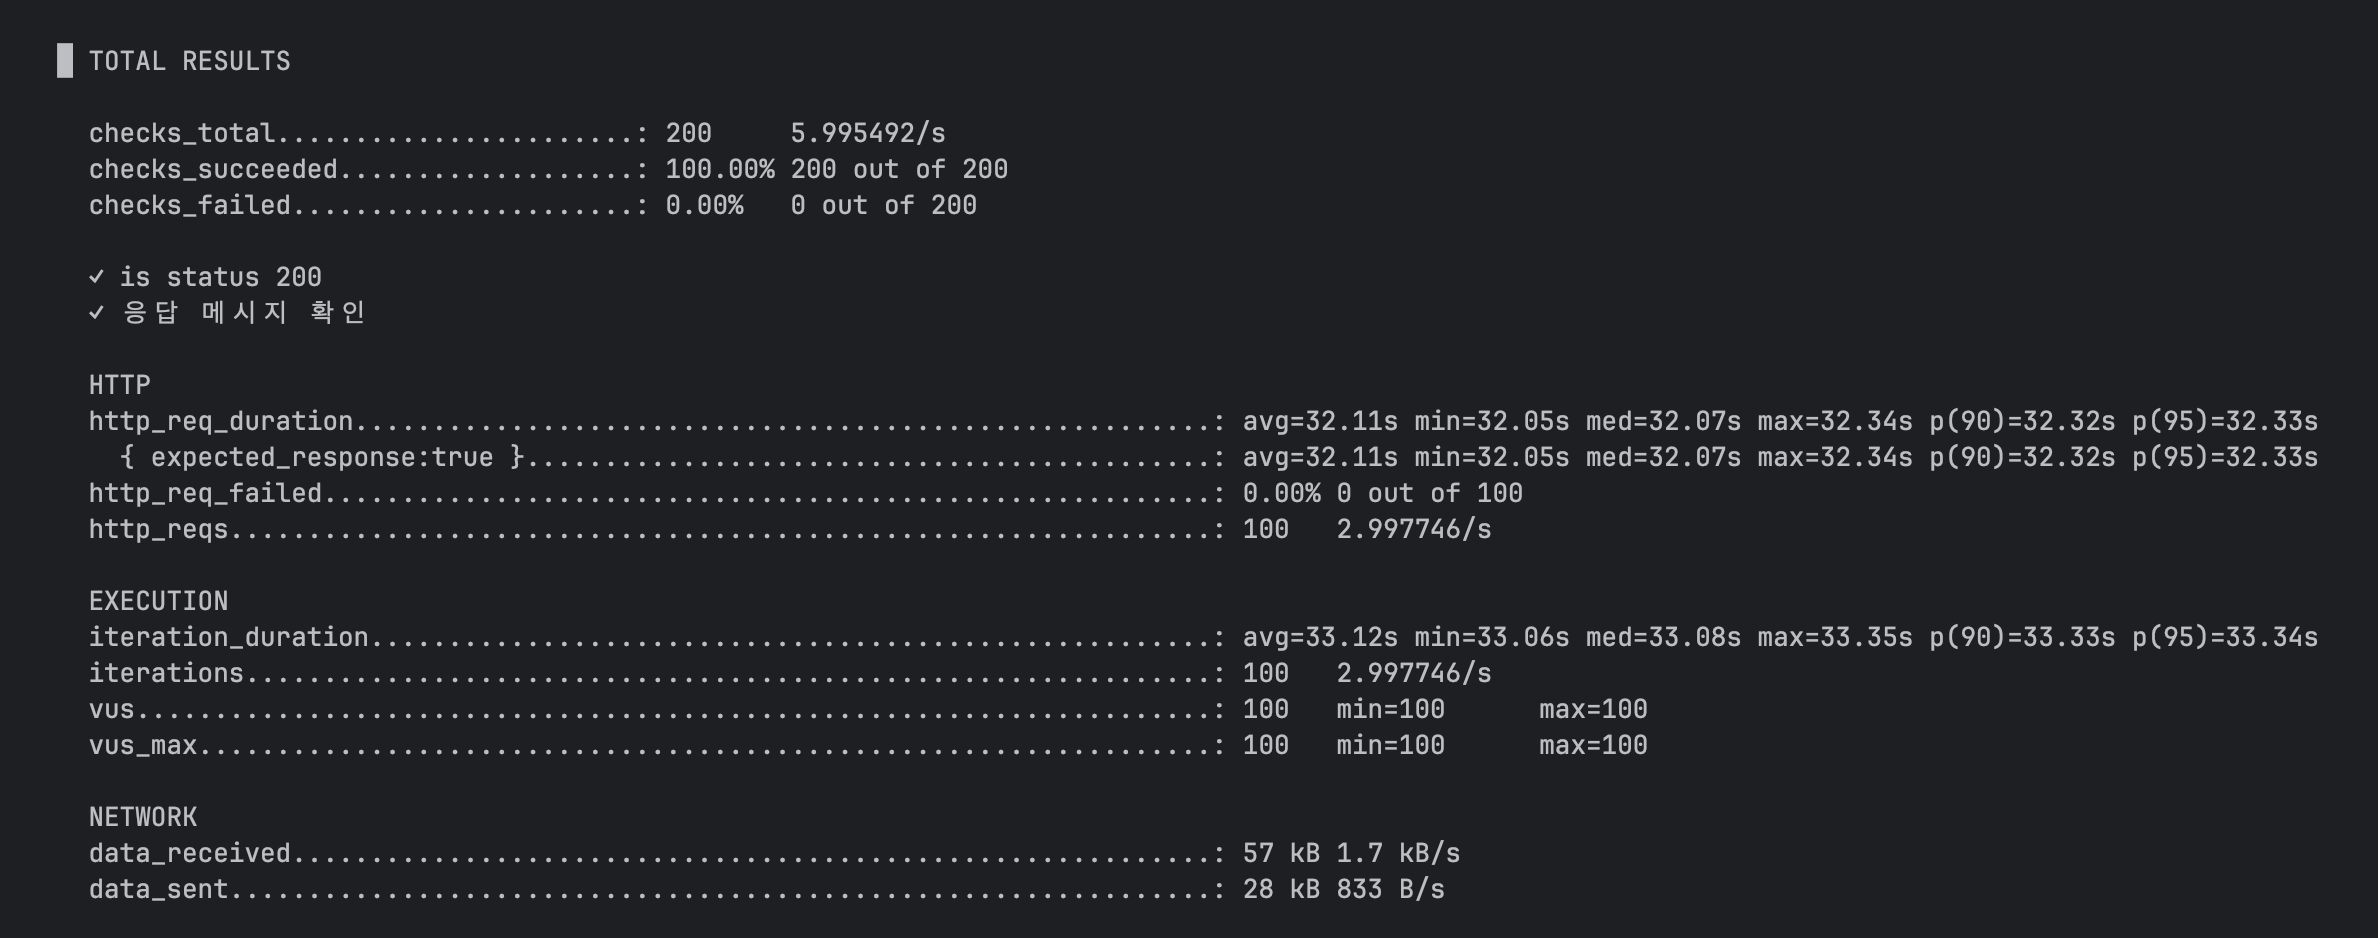 █ TOTAL RESULTS
checks_total.......................: 200     5.995492/s
checks_succeeded...................: 100.00% 200 out of 200
checks_failed......................: 0.00%   0 out of 200
✓ is status 200
✓ 응답 메시지 확인
HTTP
http_req_duration.......................................................: avg=32.11s min=32.05s med=32.07s max=32.34s p(90)=32.32s p(95)=32.33s
  { expected_response:true }............................................: avg=32.11s min=32.05s med=32.07s max=32.34s p(90)=32.32s p(95)=32.33s
http_req_failed.........................................................: 0.00% 0 out of 100
http_reqs...............................................................: 100   2.997746/s
EXECUTION
iteration_duration......................................................: avg=33.12s min=33.06s med=33.08s max=33.35s p(90)=33.33s p(95)=33.34s
iterations..............................................................: 100   2.997746/s
vus.....................................................................: 100   min=100      max=100
vus_max.................................................................: 100   min=100      max=100
NETWORK
data_received...........................................................: 57 kB 1.7 kB/s
data_sent...............................................................: 28 kB 833 B/s